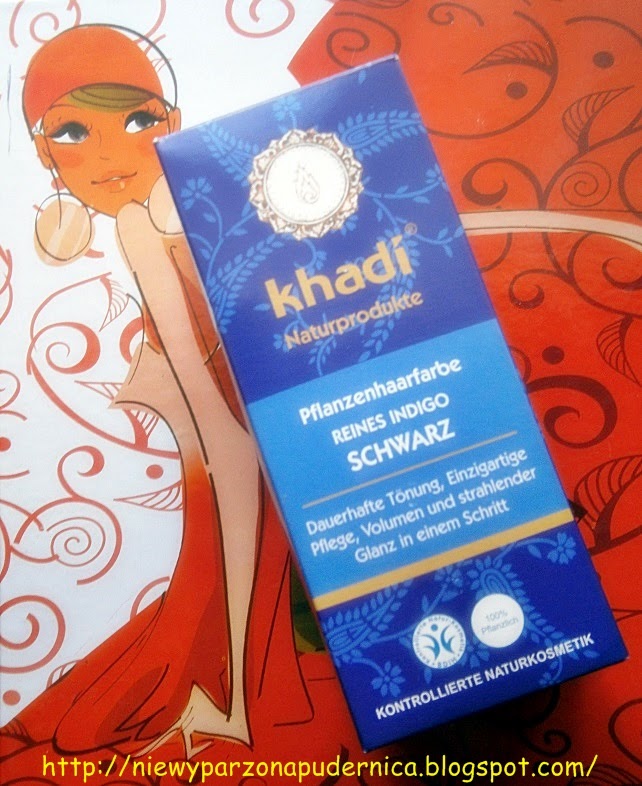 khadi®
Naturprodukte
Pflanzenhaarfarbe
REINES INDIGO
SCHWARZ
Dauerhafte Tönung, Einzigartige
Pflege, Volumen und strahlender
Glanz in einem Schritt
100%
Pflanzlich
KONTROLLIERTE NATURKOSMETIK
http://niewyparzonapudernica.blogspot.com/